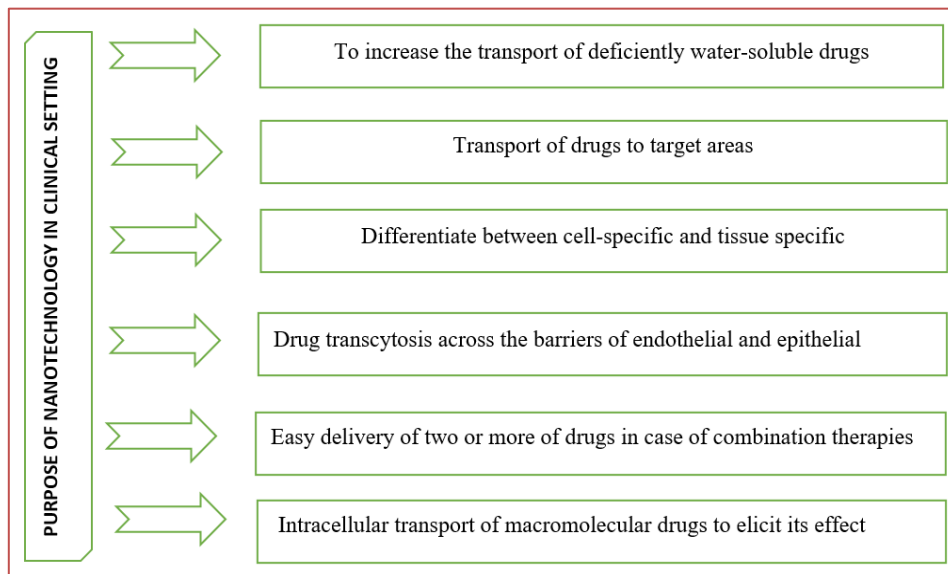 PURPOSE OF NANOTECHNOLOGY IN CLINICAL SETTING
To increase the transport of deficiently water-soluble drugs
Transport of drugs to target areas
Differentiate between cell-specific and tissue specific
Drug transcytosis across the barriers of endothelial and epithelial
Easy delivery of two or more of drugs in case of combination therapies
Intracellular transport of macromolecular drugs to elicit its effect